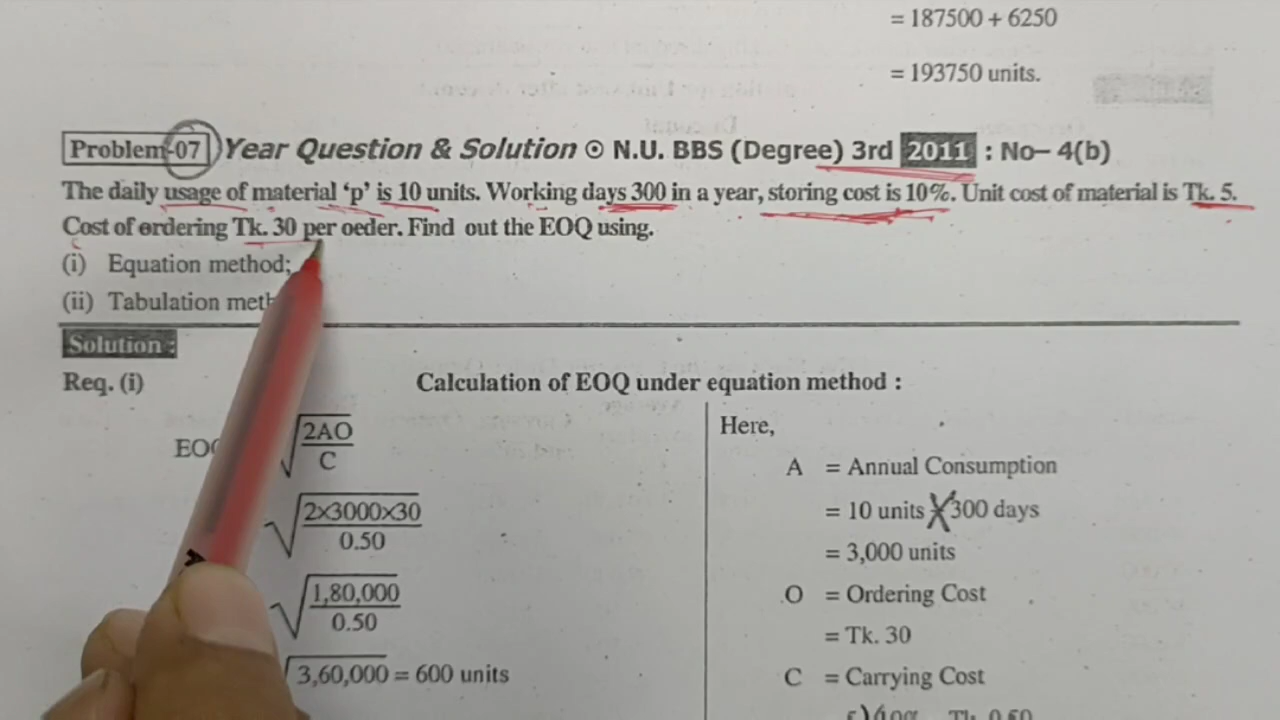 = 187500 + 6250
= 193750 units.
Problem-07 Year Question & Solution ⊙ N.U. BBS (Degree) 3rd 2011 : No– 4(b)
The daily usage of material ‘p’ is 10 units. Working days 300 in a year, storing cost is 10%. Unit cost of material is Tk. 5.
Cost of ordering Tk. 30 per oeder. Find out the EOQ using.
(i) Equation method;
(ii) Tabulation
Solution :
Req. (i) Calculation of EOQ under equation method :
√2AO/C
√2×3000×30/0.50
√1,80,000/0.50
√3,60,000 = 600 units
Here,
A = Annual Consumption
= 10 units X 300 days
= 3,000 units
O = Ordering Cost
= Tk. 30
C = Carrying Cost